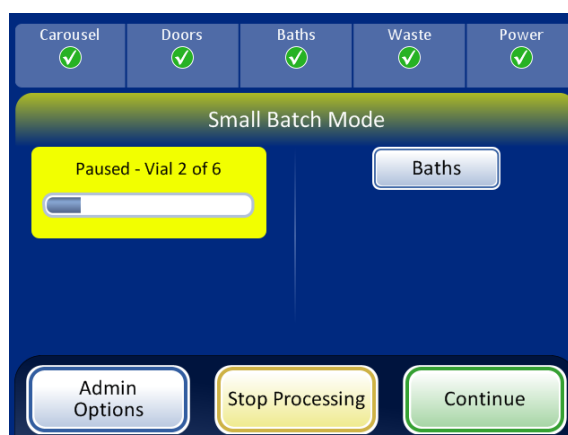 Carousel Doors Baths Waste Power
Small Batch Mode
Paused - Vial 2 of 6
Baths
Admin
Options
Stop Processing
Continue